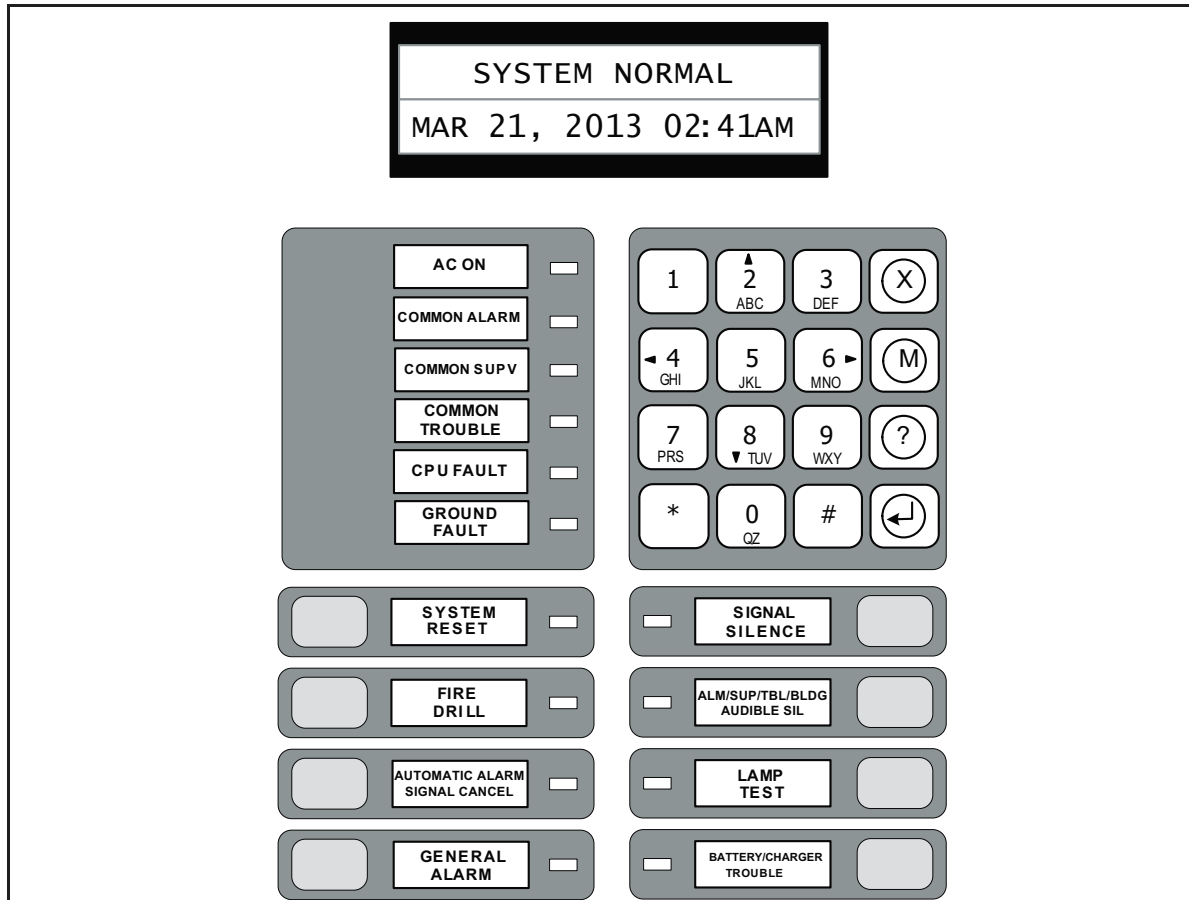 SYSTEM NORMAL
MAR 21, 2013 02:41AM
AC ON
COMMON ALARM
COMMON SUPV
COMMON
TROUBLE
CPU FAULT
GROUND
FAULT
1
2
ABC
3
DEF
X
4
GHI
5
JKL
6
MNO
M
7
PRS
8
TUV
9
WXY
?
*
0
QZ
#
SYSTEM
RESET
SIGNAL
SILENCE
FIRE
DRILL
ALM/SUP/TBL/BLDG
AUDIBLE SIL
AUTOMATIC ALARM
SIGNAL CANCEL
LAMP
TEST
GENERAL
ALARM
BATTERY/CHARGER
TROUBLE